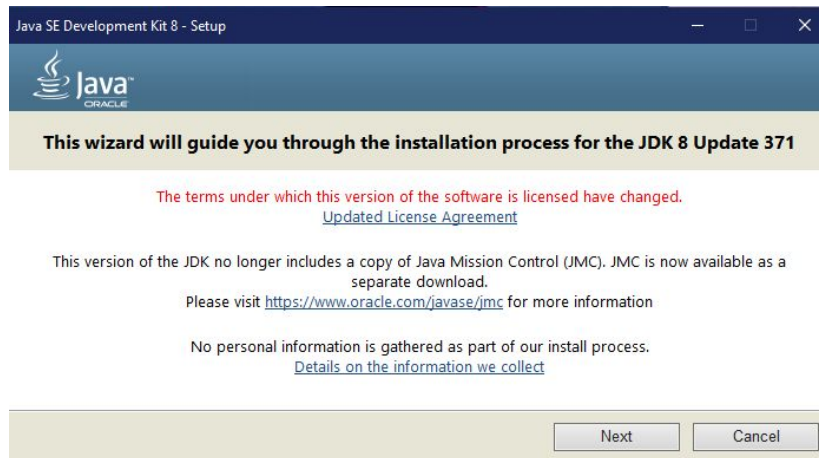 Java SE Development Kit 8 - Setup
Java™
ORACLE
This wizard will guide you through the installation process for the JDK 8 Update 371
The terms under which this version of the software is licensed have changed.
Updated License Agreement
This version of the JDK no longer includes a copy of Java Mission Control (JMC). JMC is now available as a
separate download.
Please visit https://www.oracle.com/javase/jmc for more information
No personal information is gathered as part of our install process.
Details on the information we collect
Next
Cancel